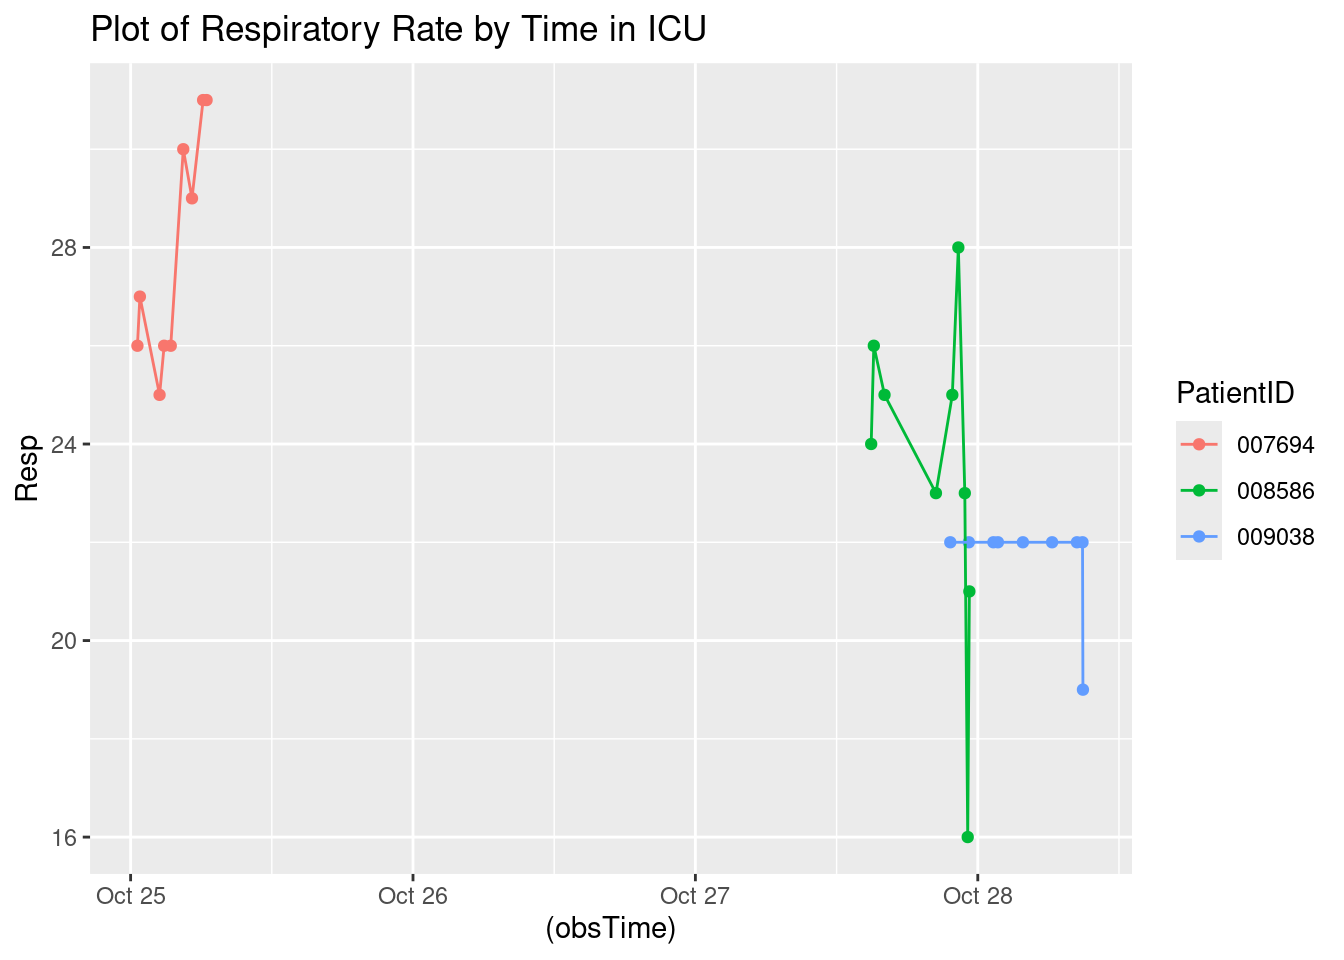 Plot of Respiratory Rate by Time in ICU
Resp
28
24
20
16
Oct 25
Oct 26
Oct 27
Oct 28
(obsTime)
PatientID
007694
008586
009038